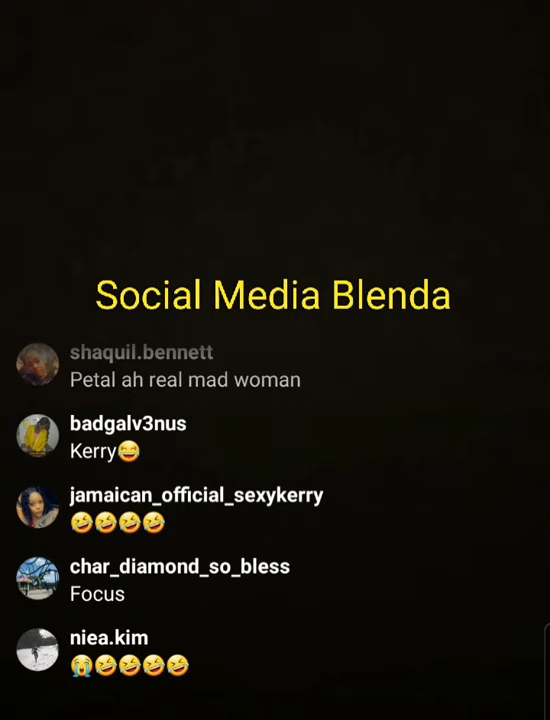 Social Media Blenda
shaquil.bennett
Petal ah real mad woman
badgalv3nus
Kerry😂
jamaican_official_sexykerry
🤣🤣🤣🤣
char_diamond_so_bless
Focus
niea.kim
😭🤣🤣🤣🤣